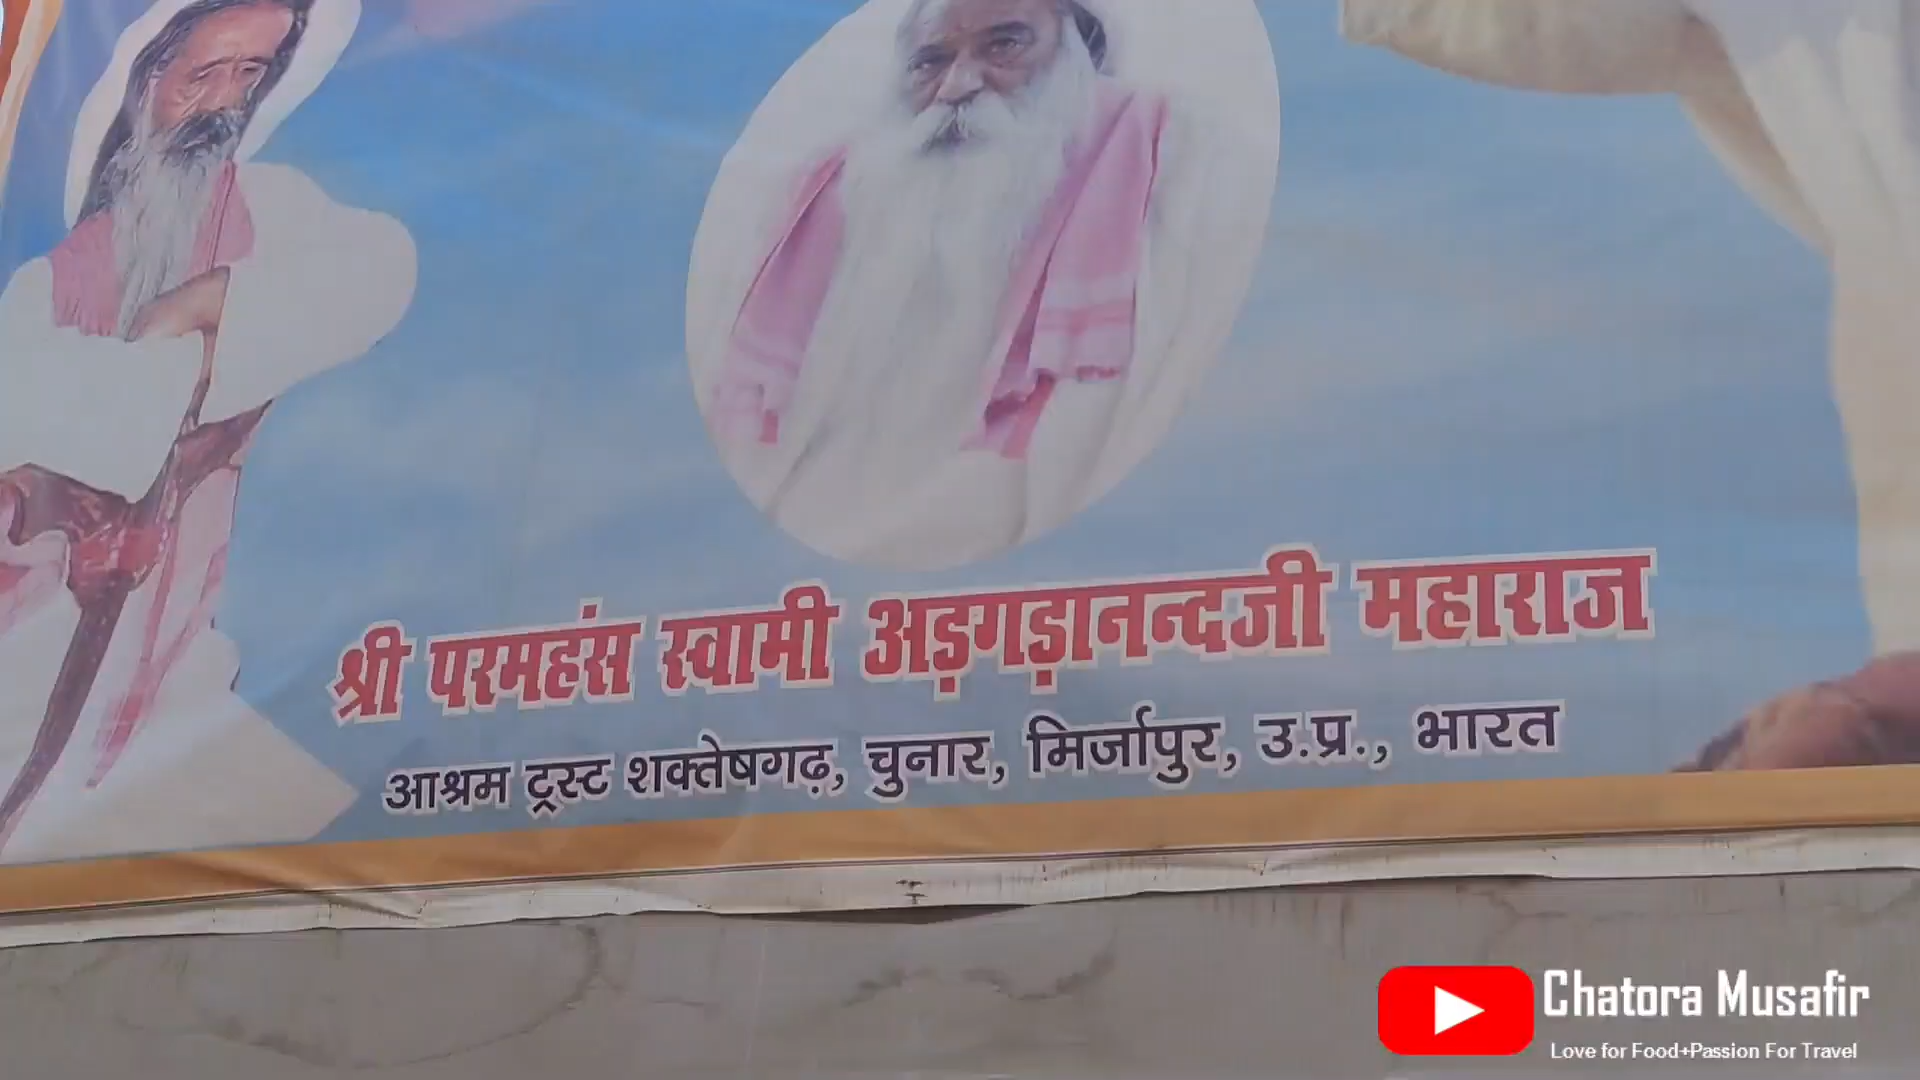 श्री परमहंस स्वामी अड़गड़ानन्दजी महाराज
आश्रम ट्रस्ट शक्तेषगढ़, चुनार, मिर्जापुर, उ.प्र., भारत
Chatora Musafir
Love for Food+Passion For Travel